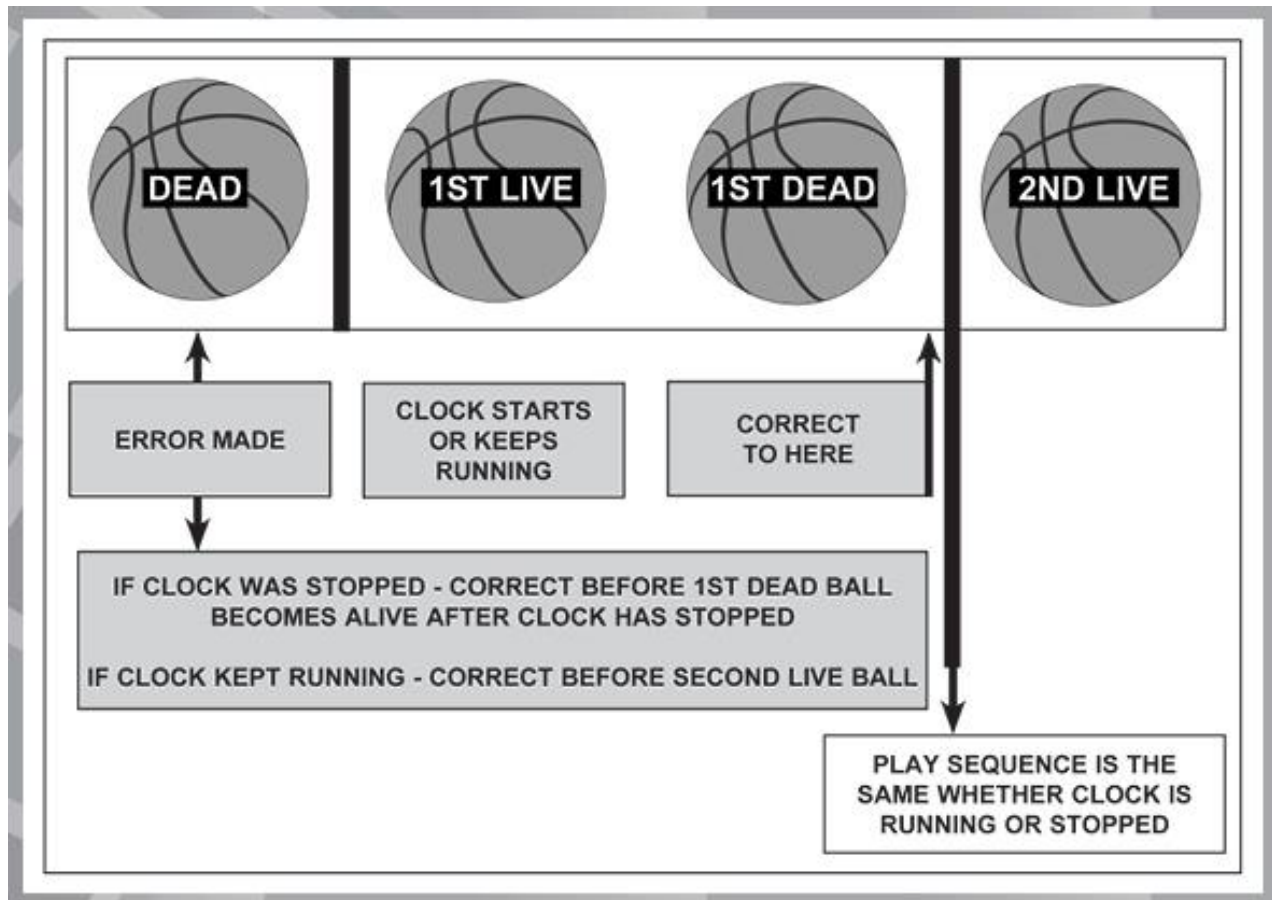 DEAD
1ST LIVE
1ST DEAD
2ND LIVE
ERROR MADE
CLOCK STARTS
OR KEEPS
RUNNING
CORRECT
TO HERE
IF CLOCK WAS STOPPED - CORRECT BEFORE 1ST DEAD BALL
BECOMES ALIVE AFTER CLOCK HAS STOPPED
IF CLOCK KEPT RUNNING - CORRECT BEFORE SECOND LIVE BALL
PLAY SEQUENCE IS THE
SAME WHETHER CLOCK IS
RUNNING OR STOPPED